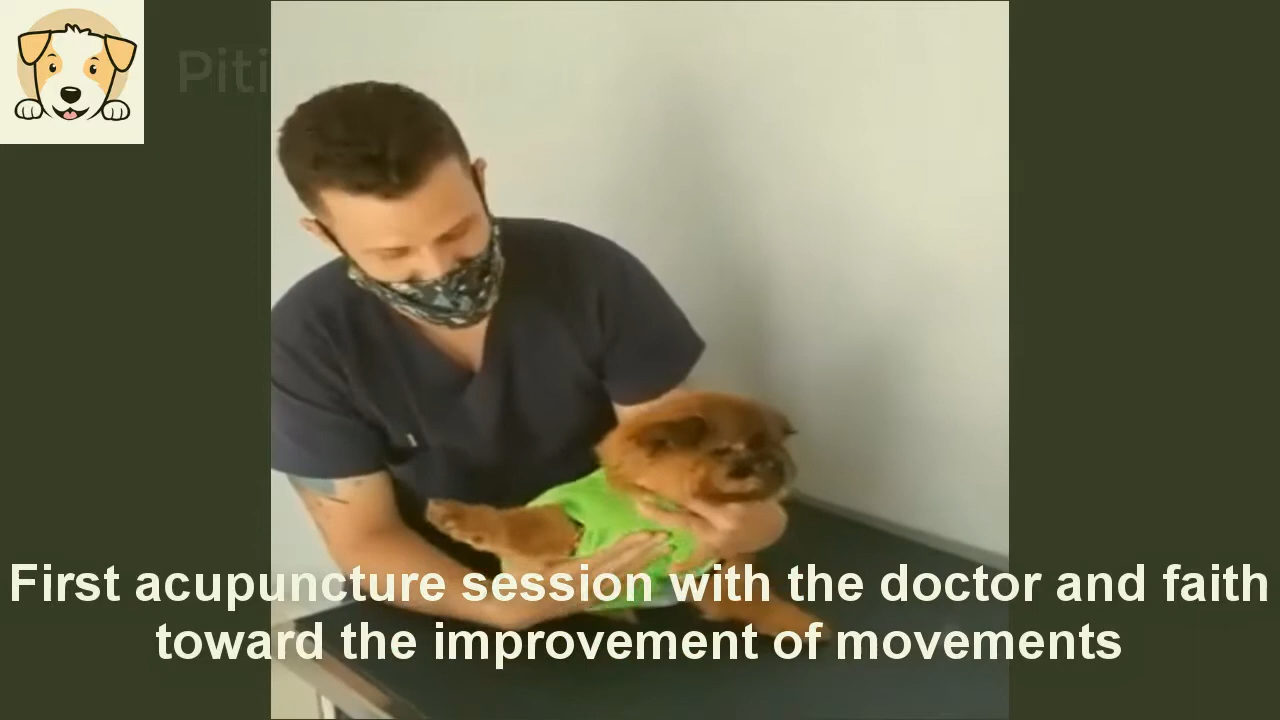 First acupuncture session with the doctor and faith
toward the improvement of movements